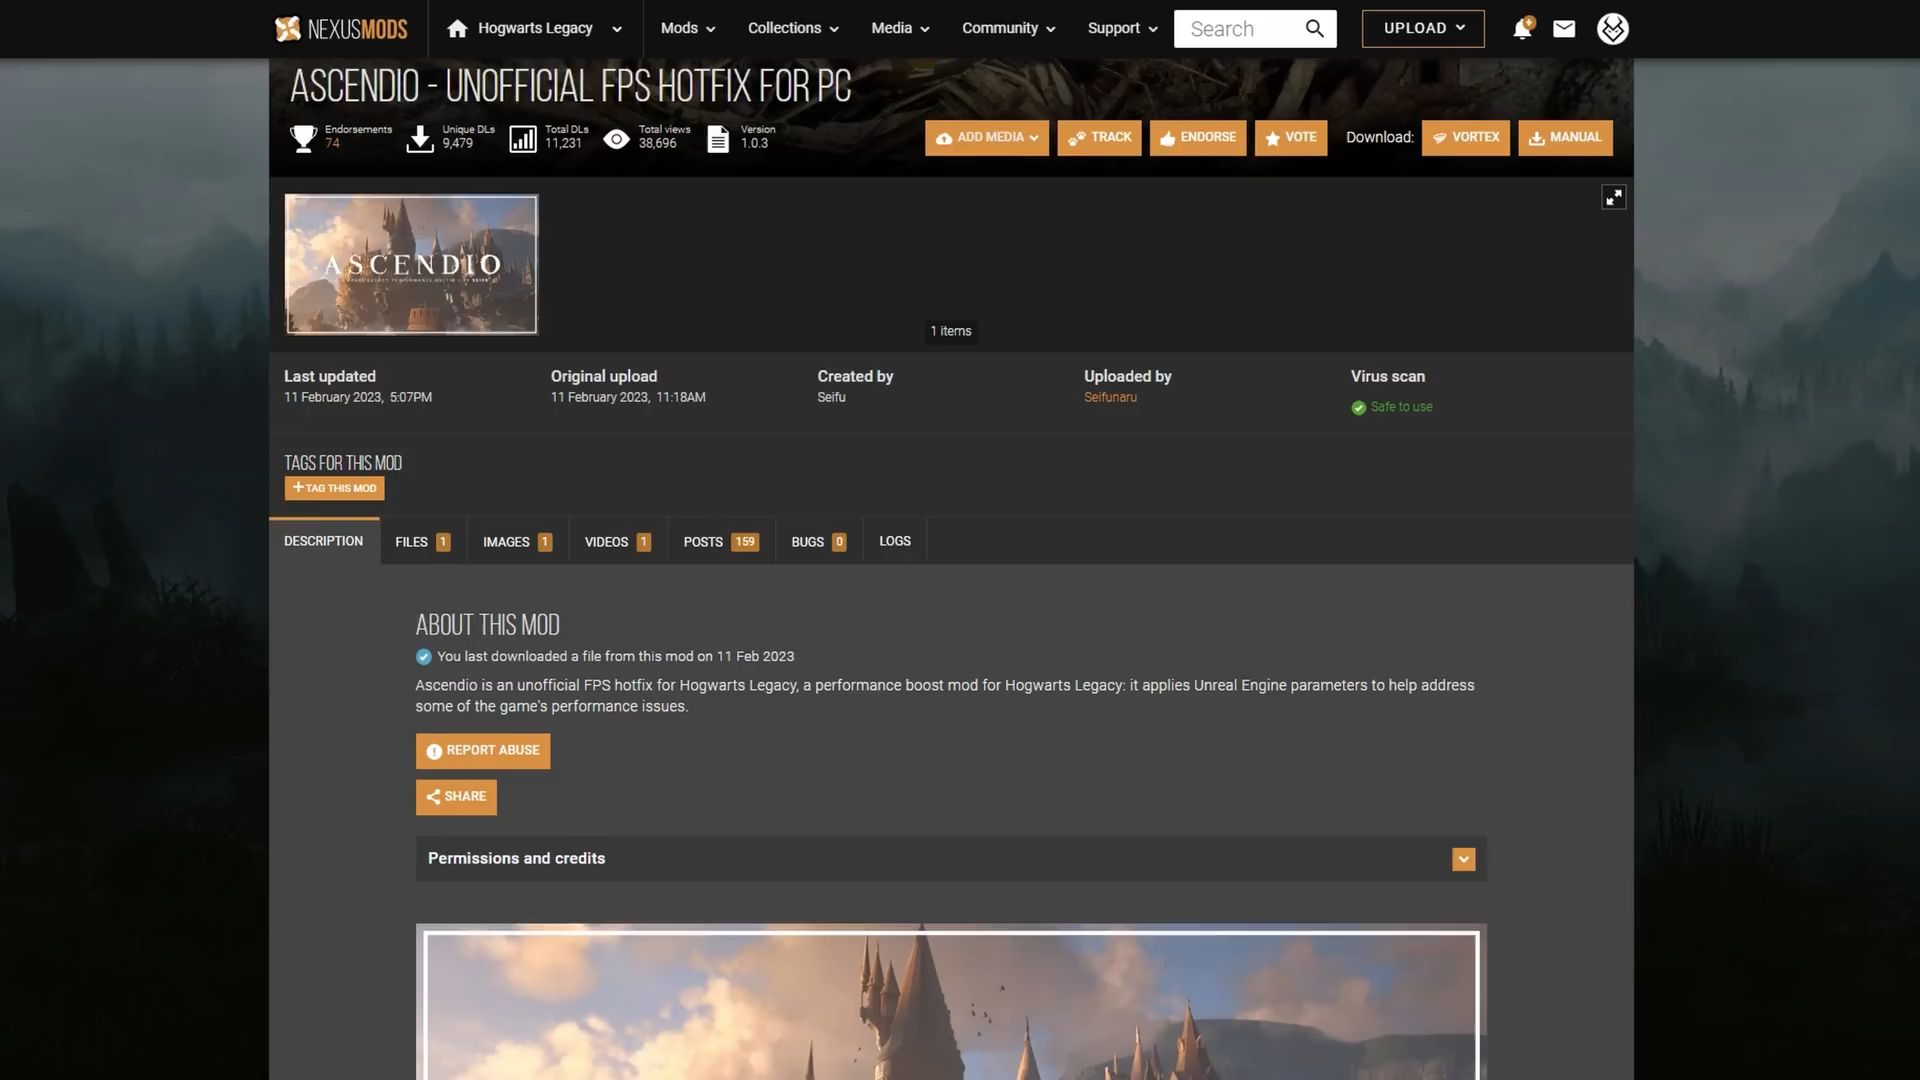 NEXUSMODS
Hogwarts Legacy
Mods
Collections
Media
Community
Support
Search
UPLOAD
ASCENDIO - UNOFFICIAL FPS HOTFIX FOR PC
Endorsements
74
Unique DLs
9,479
Total DLs
11,231
Total views
38,696
Version
1.0.3
ADD MEDIA
TRACK
ENDORSE
VOTE
Download:
VORTEX
MANUAL
ASCENDIO
1 items
Last updated
11 February 2023, 5:07PM
Original upload
11 February 2023, 11:18AM
Created by
Seifu
Uploaded by
Seifunaru
Virus scan
Safe to use
TAGS FOR THIS MOD
+TAG THIS MOD
DESCRIPTION
FILES 1
IMAGES 1
VIDEOS 1
POSTS 159
BUGS 0
LOGS
ABOUT THIS MOD
You last downloaded a file from this mod on 11 Feb 2023
Ascendio is an unofficial FPS hotfix for Hogwarts Legacy, a performance boost mod for Hogwarts Legacy: it applies Unreal Engine parameters to help address
some of the game's performance issues.
REPORT ABUSE
SHARE
Permissions and credits